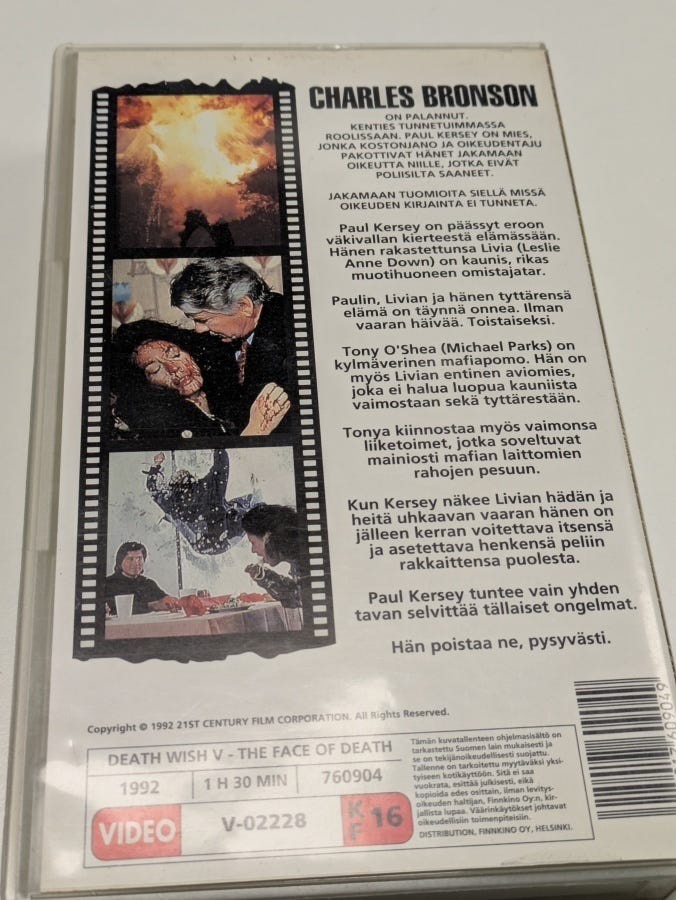 CHARLES BRONSON
ON PALANNUT.
KENTIES TUNNETUIMMASSA
ROOLISSAAN. PAUL KERSEY ON MIES,
JONKA KOSTONJANO JA OIKEUDENTAJU
PAKOTTIVAT HÄNET JAKAMAAN
OIKEUTTA NIILLE, JOTKA EIVÄT
POLIISILTA SAANEET.
JAKAMAAN TUOMIOITA SIELLÄ MISSÄ
OIKEUDEN KIRJAINTA EI TUNNETA.
Paul Kersey on päässyt eroon
väkivallan kierteestä elämässään.
Hänen rakastettunsa Livia (Leslie
Anne Down) on kaunis, rikas
muotihuoneen omistajatar.
Paulin, Livian ja hänen tyttärensä
elämä on täynnä onnea. Ilman
vaaran häivää. Toistaiseksi.
Tony O'Shea (Michael Parks) on
kylmäverinen mafiapomo. Hän on
myös Livian entinen aviomies,
joka ei halua luopua kauniista
vaimostaan sekä tyttärestään.
Tonya kiinnostaa myös vaimonsa
liiketoimet, jotka soveltuvat
mainiosti mafian laittomien
rahojen pesuun.
Kun Kersey näkee Livian hädän ja
heitä uhkaavan vaaran hänen on
jälleen kerran voitettava itsensä
ja asetettava henkensä peliin
rakkaittensa puolesta.
Paul Kersey tuntee vain yhden
tavan selvittää tällaiset ongelmat.
Hän poistaa ne, pysyvästi.
Copyright © 1992 21ST CENTURY FILM CORPORATION. All Rights Reserved.
DEATH WISH V - THE FACE OF DEATH
1992 1 H 30 MIN 760904
VIDEO V-02228 K F 16
Tämän kuvatallenteen ohjelmasisältö on
tarkastettu Suomen lain mukaisesti ja
se on tekijänoikeudellisesti suojattu.
Tallenne on tarkoitettu myytäväksi yksi-
tyiseen kotikäyttöön. Sitä ei saa
vuokrata, esittää julkisesti, eikä
kopioida edes osittain, ilman levitys-
oikeuden haltijan, Finnkino Oy:n, kir-
jallista lupaa. Väärinkäytökset johtavat
oikeudellisiin toimenpiteisiin.
DISTRIBUTION, FINNKINO OY, HELSINKI.